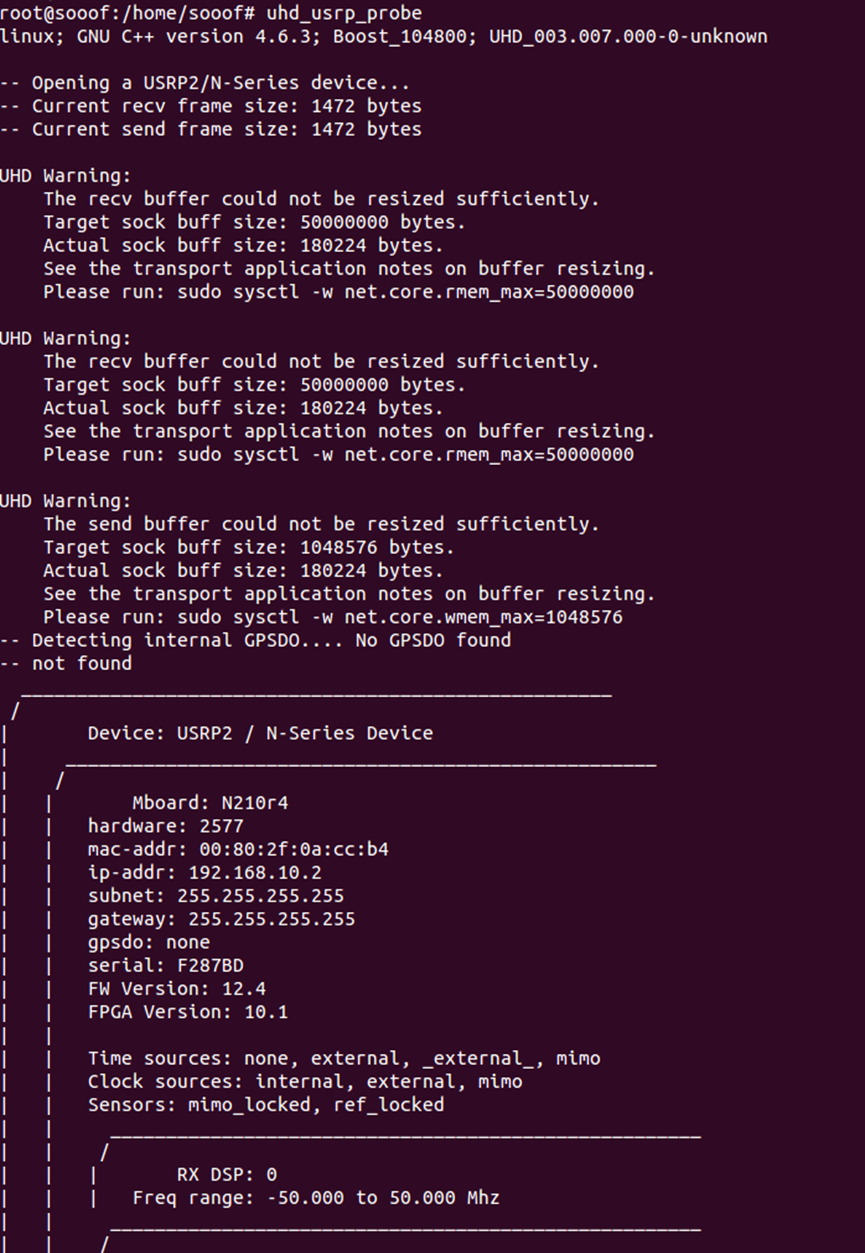 root@sooof:/home/sooof# uhd_usrp_probe
linux; GNU C++ version 4.6.3; Boost_104800; UHD_003.007.000-0-unknown
-- Opening a USRP2/N-Series device...
-- Current recv frame size: 1472 bytes
-- Current send frame size: 1472 bytes
UHD Warning:
The recv buffer could not be resized sufficiently.
Target sock buff size: 50000000 bytes.
Actual sock buff size: 180224 bytes.
See the transport application notes on buffer resizing.
Please run: sudo sysctl -w net.core.rmem_max=50000000
UHD Warning:
The recv buffer could not be resized sufficiently.
Target sock buff size: 50000000 bytes.
Actual sock buff size: 180224 bytes.
See the transport application notes on buffer resizing.
Please run: sudo sysctl -w net.core.rmem_max=50000000
UHD Warning:
The send buffer could not be resized sufficiently.
Target sock buff size: 1048576 bytes.
Actual sock buff size: 180224 bytes.
See the transport application notes on buffer resizing.
Please run: sudo sysctl -w net.core.wmem_max=1048576
-- Detecting internal GPSDO.... No GPSDO found
-- not found
Device: USRP2 / N-Series Device
Mboard: N210r4
hardware: 2577
mac-addr: 00:80:2f:0a:cc:b4
ip-addr: 192.168.10.2
subnet: 255.255.255.255
gateway: 255.255.255.255
gpsdo: none
serial: F287BD
FW Version: 12.4
FPGA Version: 10.1
Time sources: none, external, _external_, mimo
Clock sources: internal, external, mimo
Sensors: mimo_locked, ref_locked
RX DSP: 0
Freq range: -50.000 to 50.000 Mhz